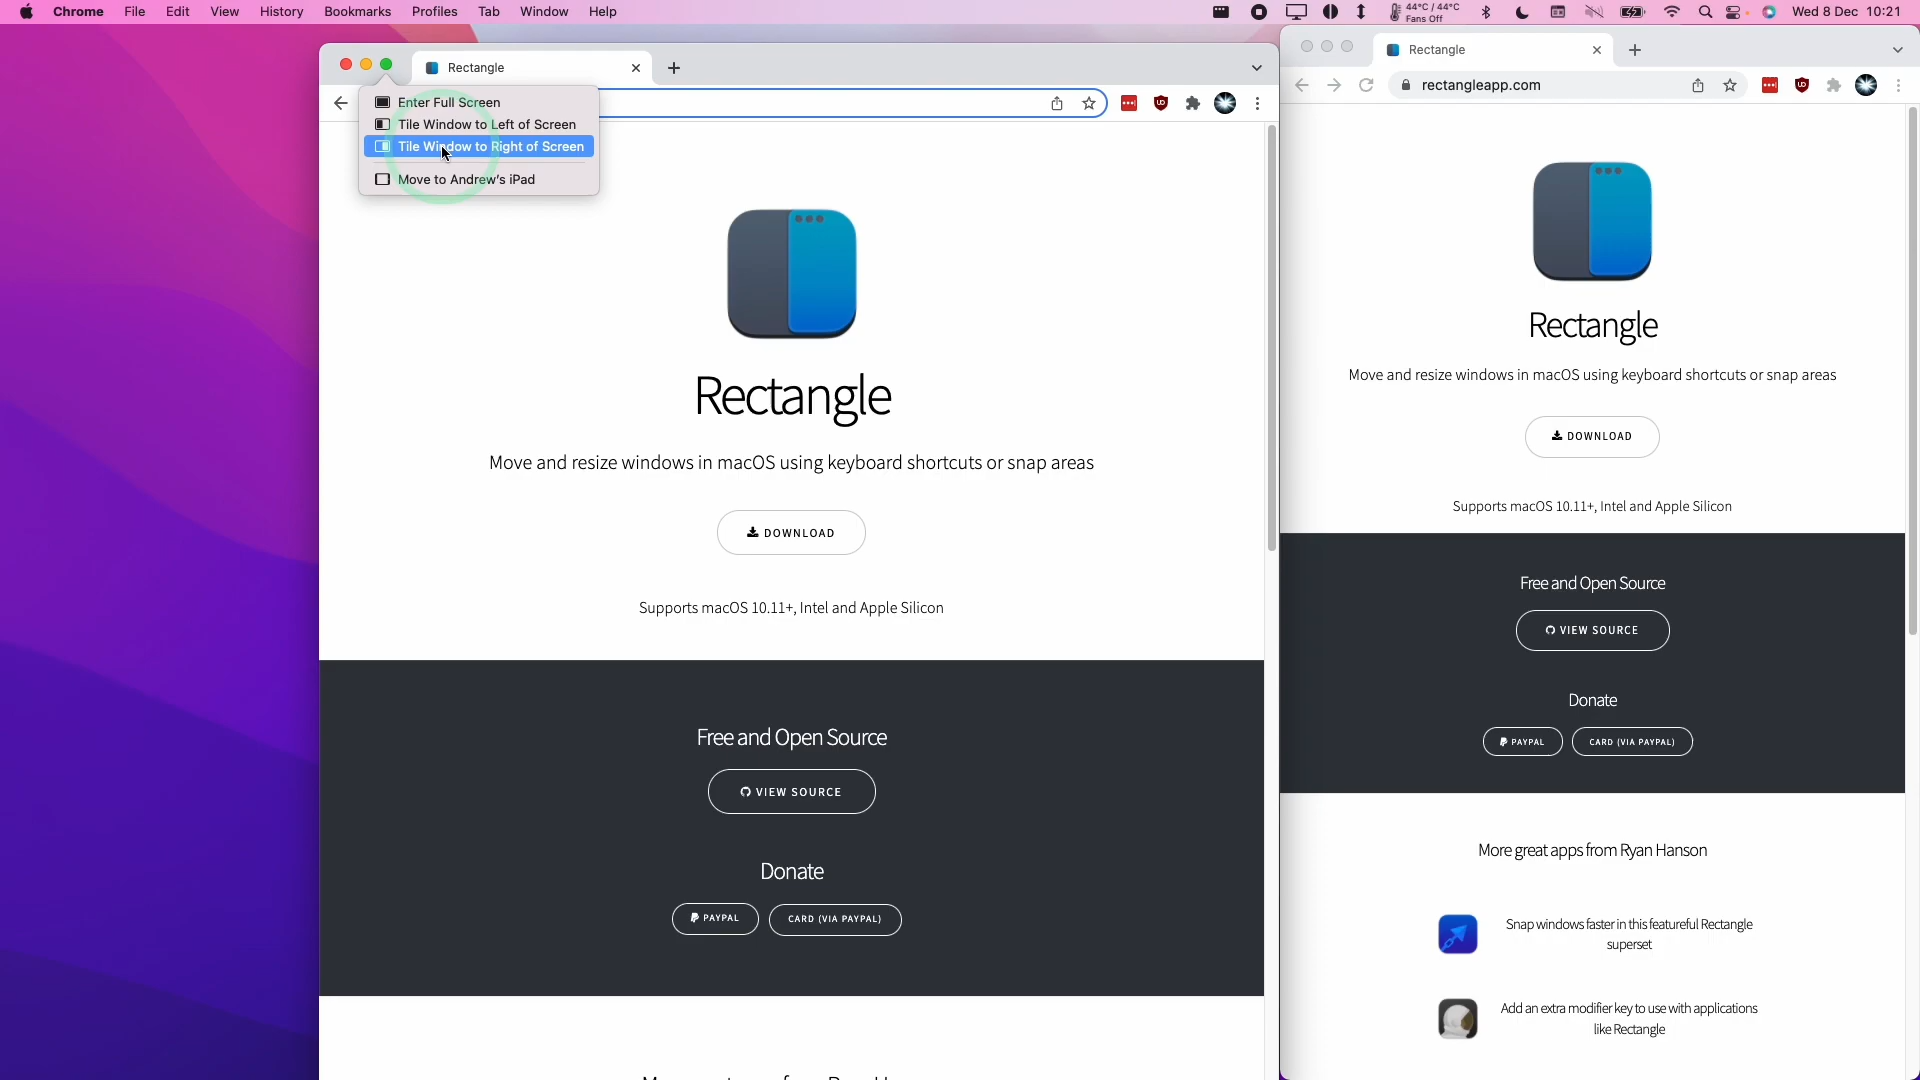 Chrome File Edit View History Bookmarks Profiles Tab Window Help
44°C / 44°C
Fans Off
Wed 8 Dec 10:21
Rectangle
Enter Full Screen
Tile Window to Left of Screen
Tile Window to Right of Screen
Move to Andrew's iPad
Rectangle
Move and resize windows in macOS using keyboard shortcuts or snap areas
DOWNLOAD
Supports macOS 10.11+, Intel and Apple Silicon
Free and Open Source
VIEW SOURCE
Donate
PAYPAL CARD (VIA PAYPAL)
Rectangle
rectangleapp.com
Rectangle
Move and resize windows in macOS using keyboard shortcuts or snap areas
DOWNLOAD
Supports macOS 10.11+, Intel and Apple Silicon
Free and Open Source
VIEW SOURCE
Donate
PAYPAL CARD (VIA PAYPAL)
More great apps from Ryan Hanson
Snap windows faster in this featureful Rectangle
superset
Add an extra modifier key to use with applications
like Rectangle